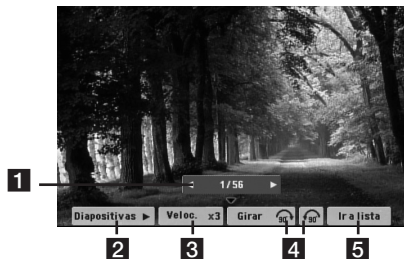 1
◄ 1/56 ►
Diapositivas ► Veloc. x3 Girar 90° 90° Ir a lista
2 3 4 5